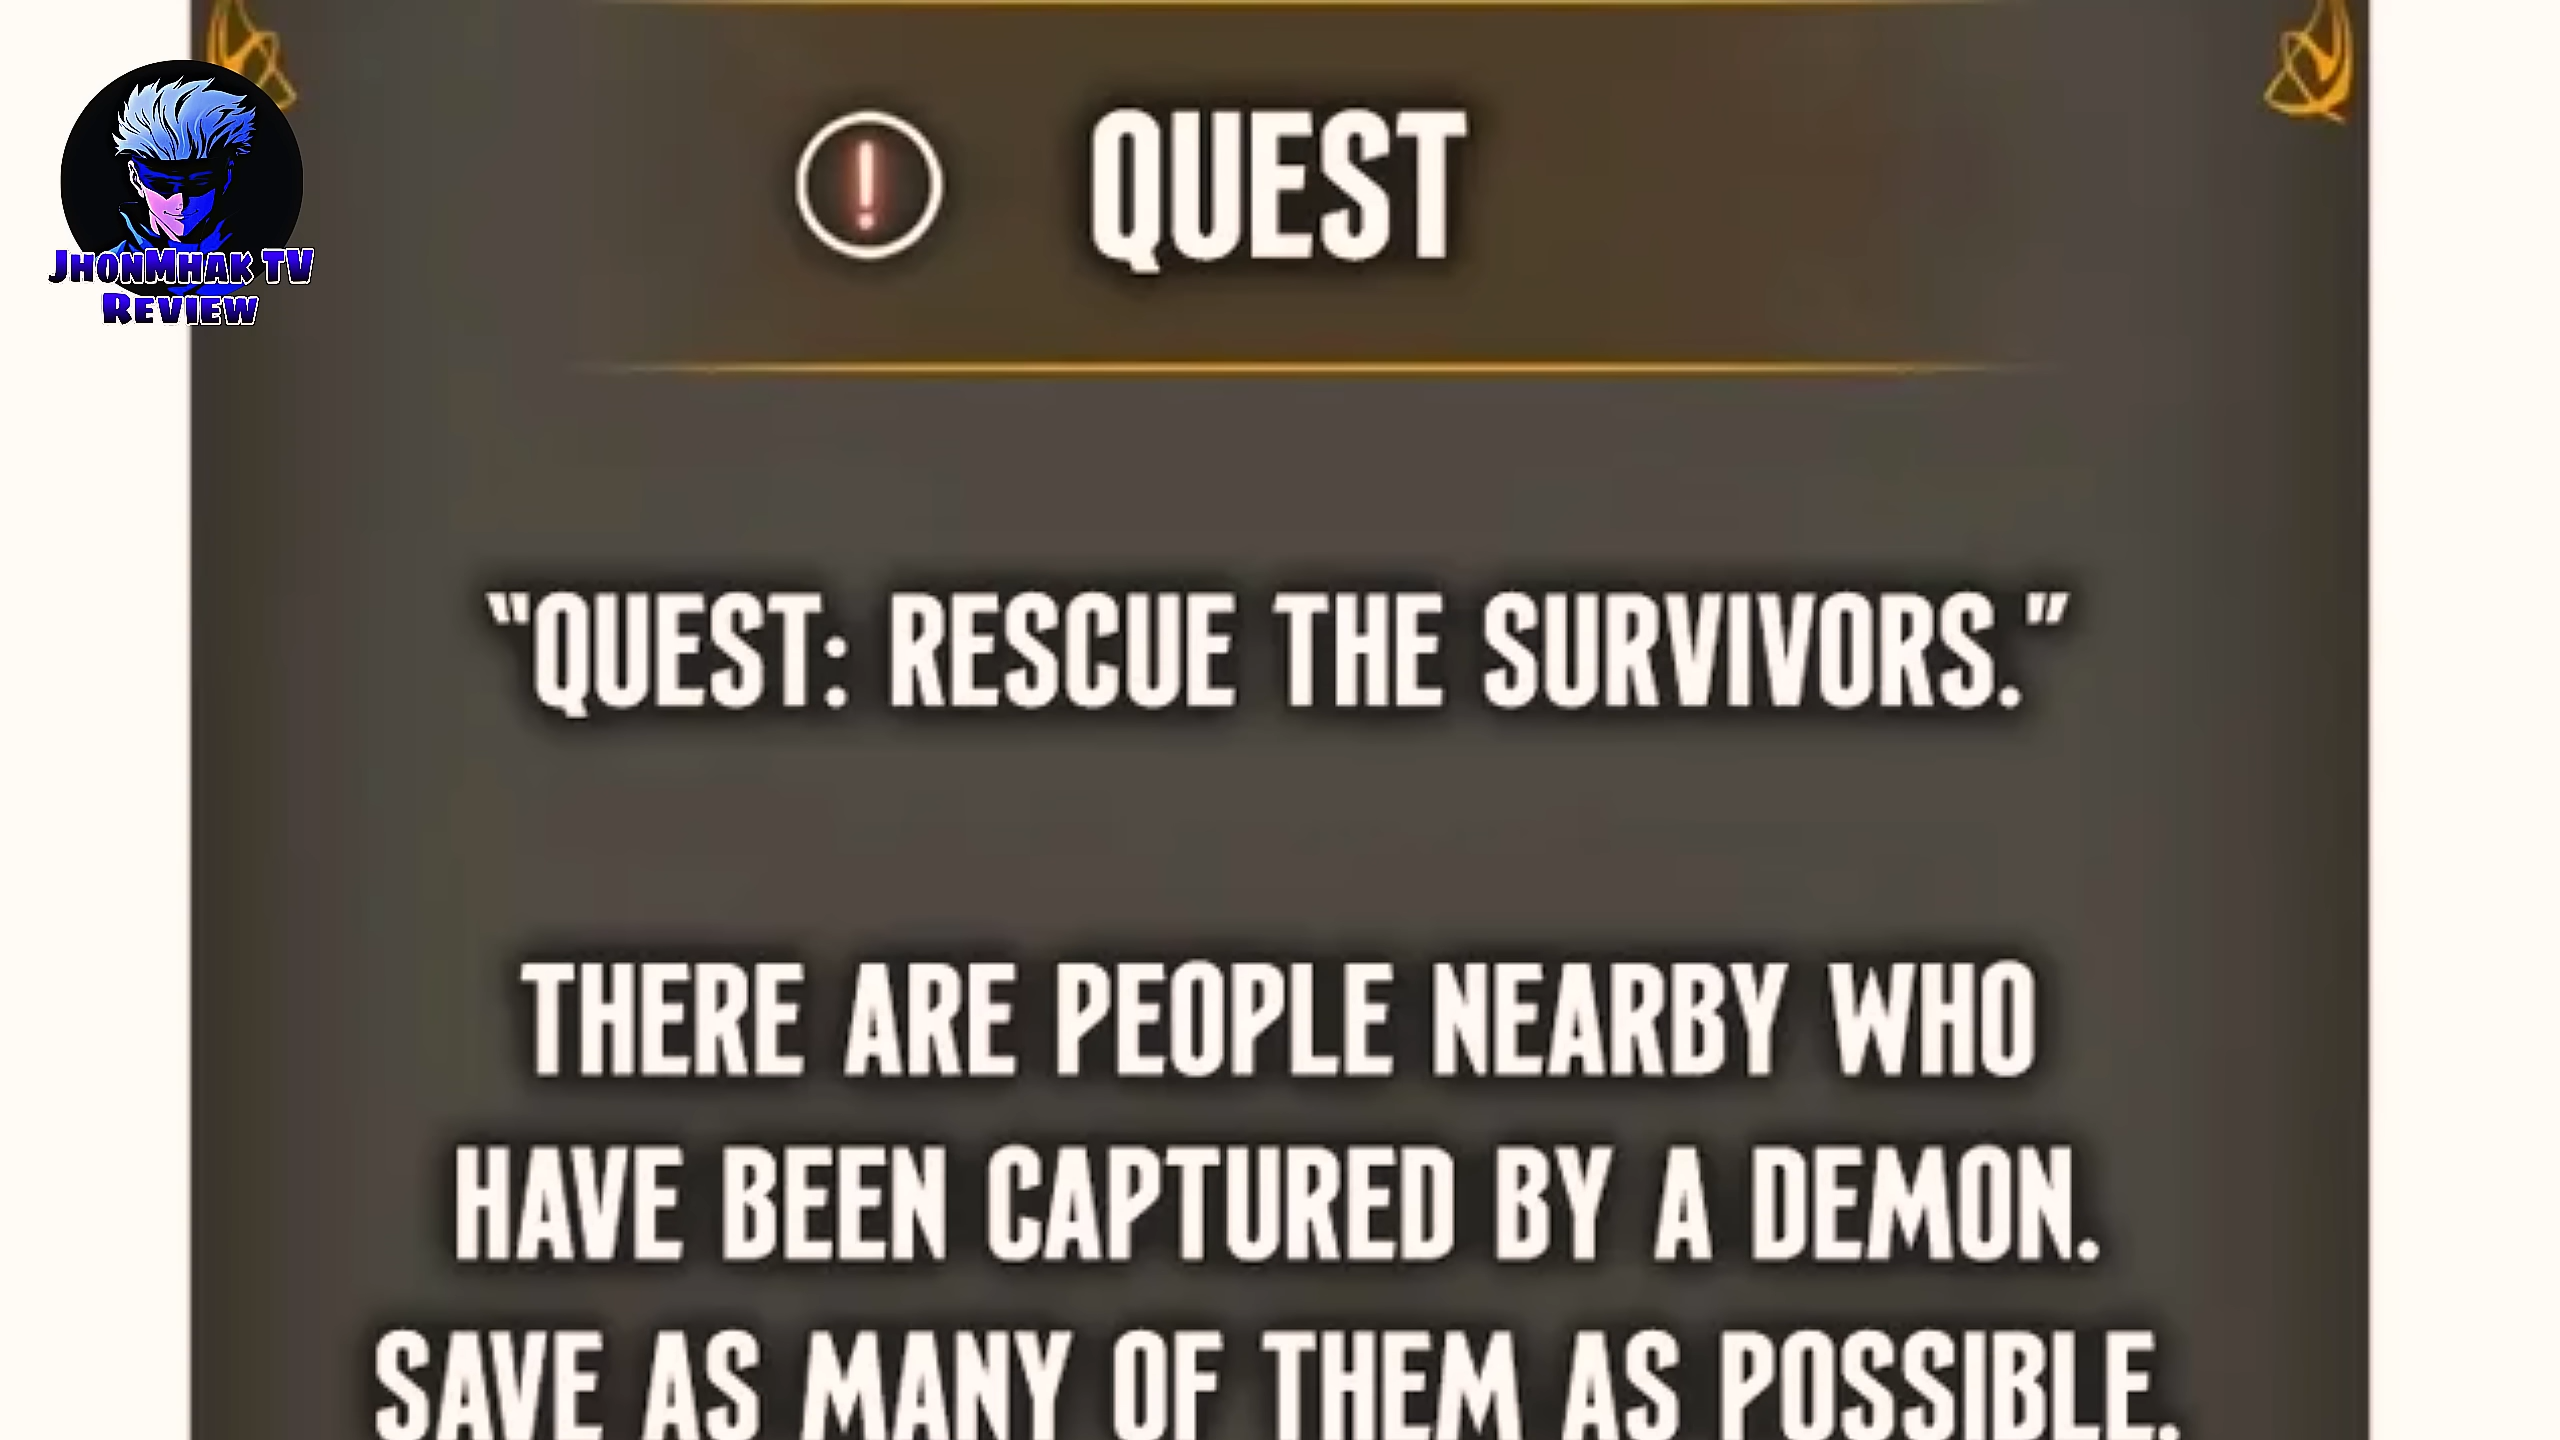 JHONMHAK TV
REVIEW
! QUEST
“QUEST: RESCUE THE SURVIVORS.”
THERE ARE PEOPLE NEARBY WHO
HAVE BEEN CAPTURED BY A DEMON.
SAVE AS MANY OF THEM AS POSSIBLE.